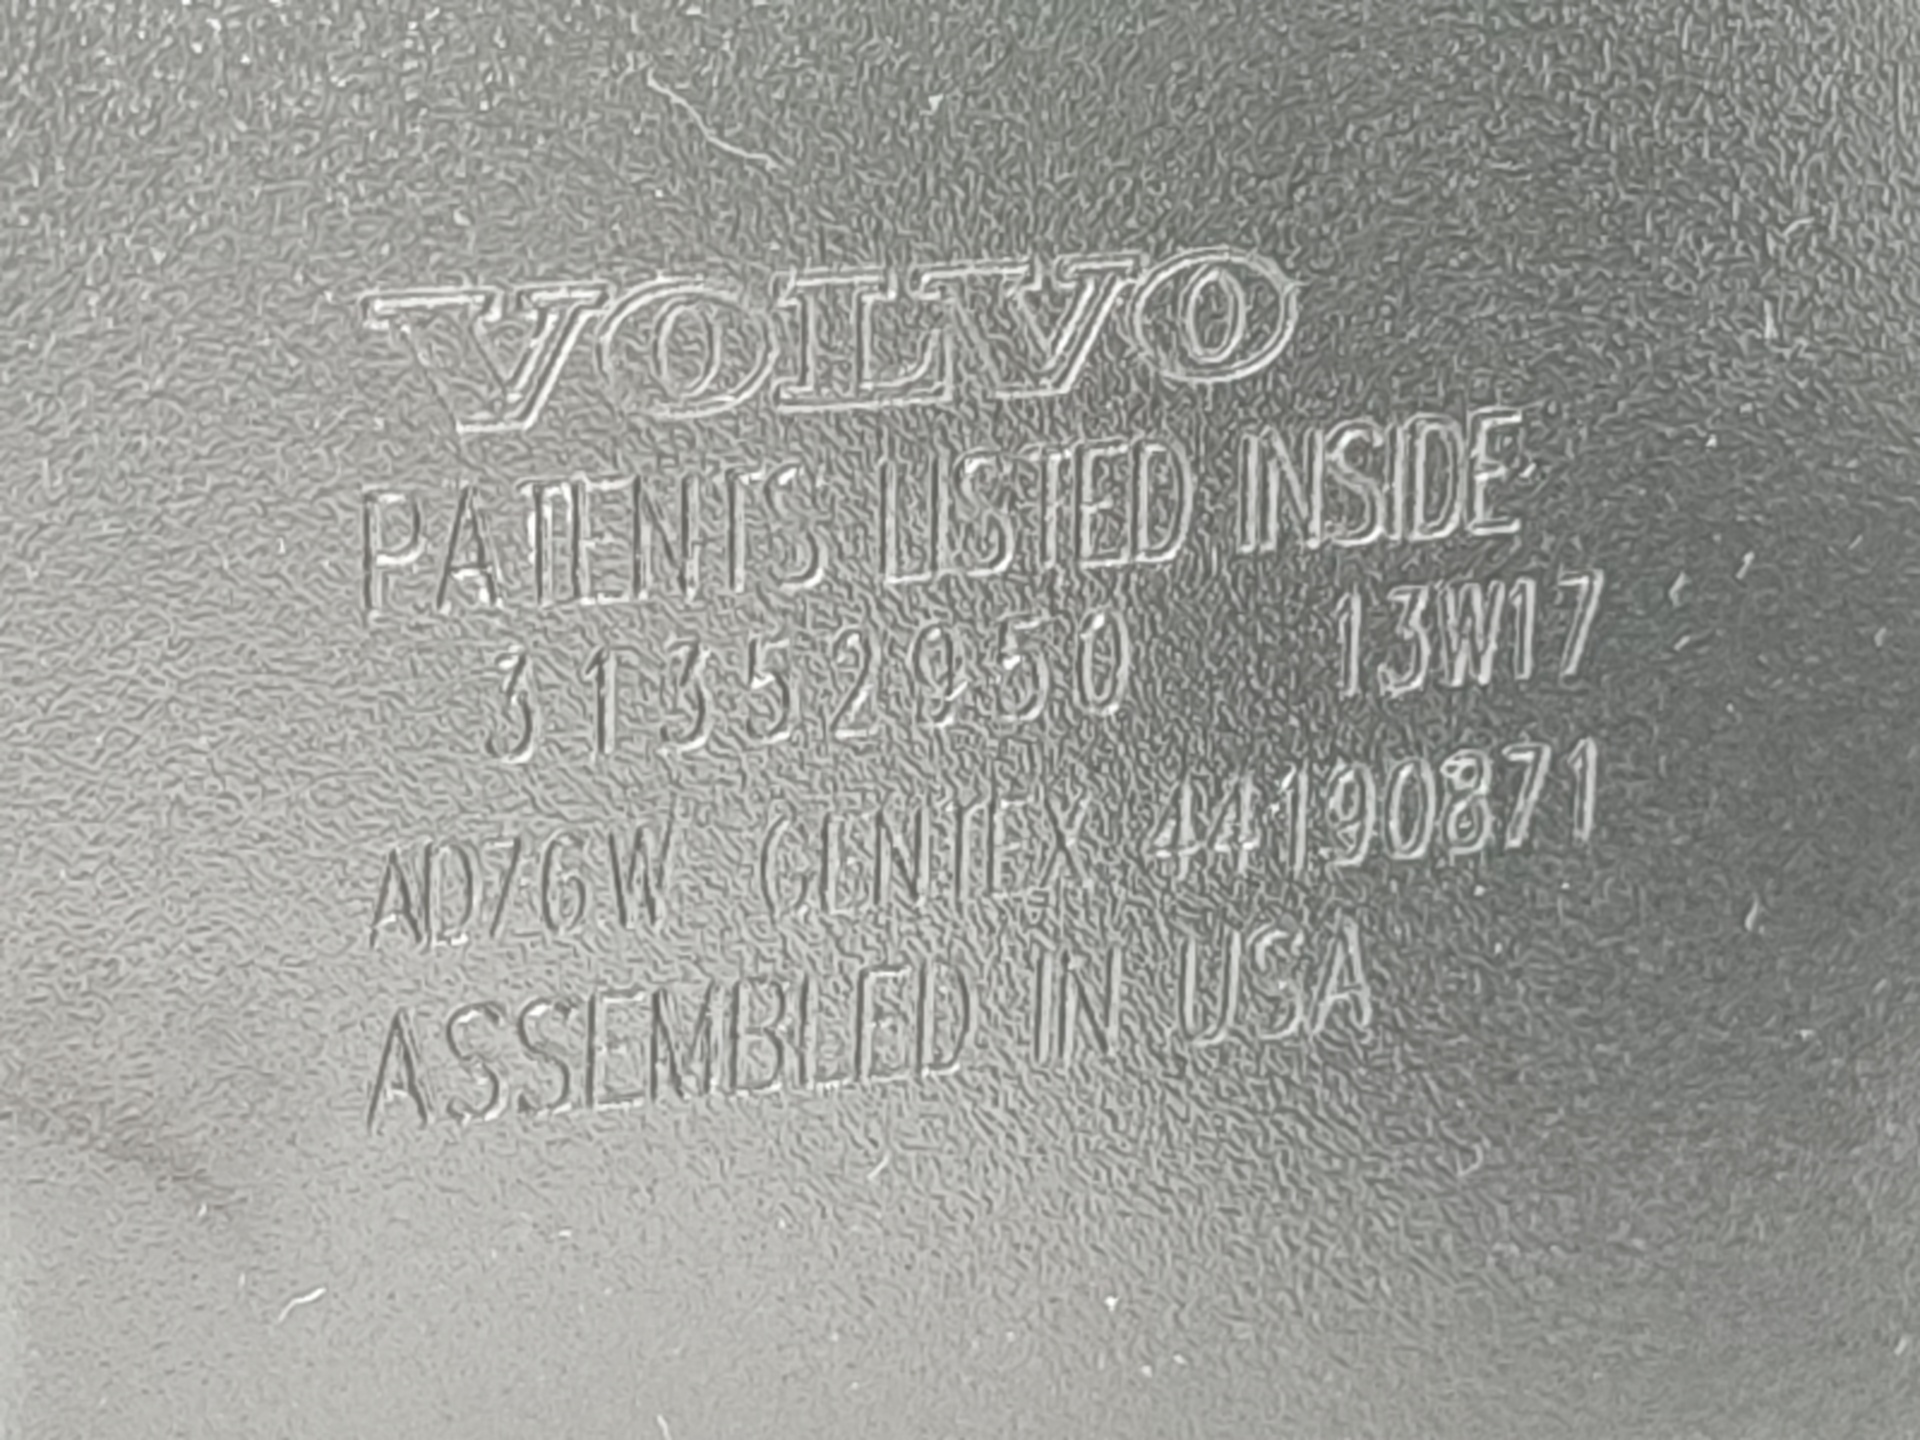 VOLVO
PATENTS LISTED INSIDE
31352950 13W17
AD76W GENTEX 44190871
ASSEMBLED IN USA